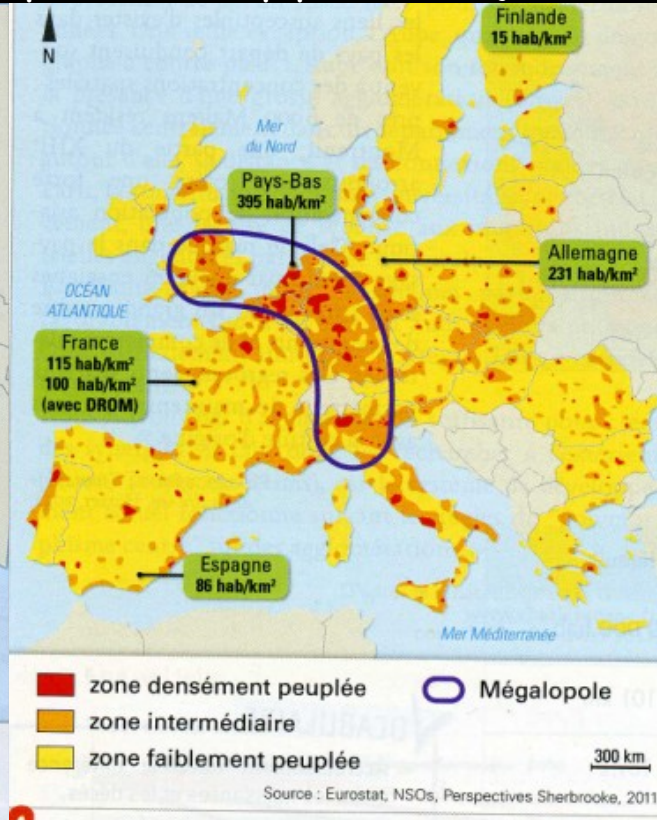 Finlande
15 hab/km²
N
Mer
du Nord
Pays-Bas
395 hab/km²
Allemagne
231 hab/km²
OCÉAN
ATLANTIQUE
France
115 hab/km²
100 hab/km²
(avec DROM)
Espagne
86 hab/km²
Mer Méditerranée
zone densément peuplée
Mégalopole
zone intermédiaire
zone faiblement peuplée
300 km
Source : Eurostat, NSOs, Perspectives Sherbrooke, 2011